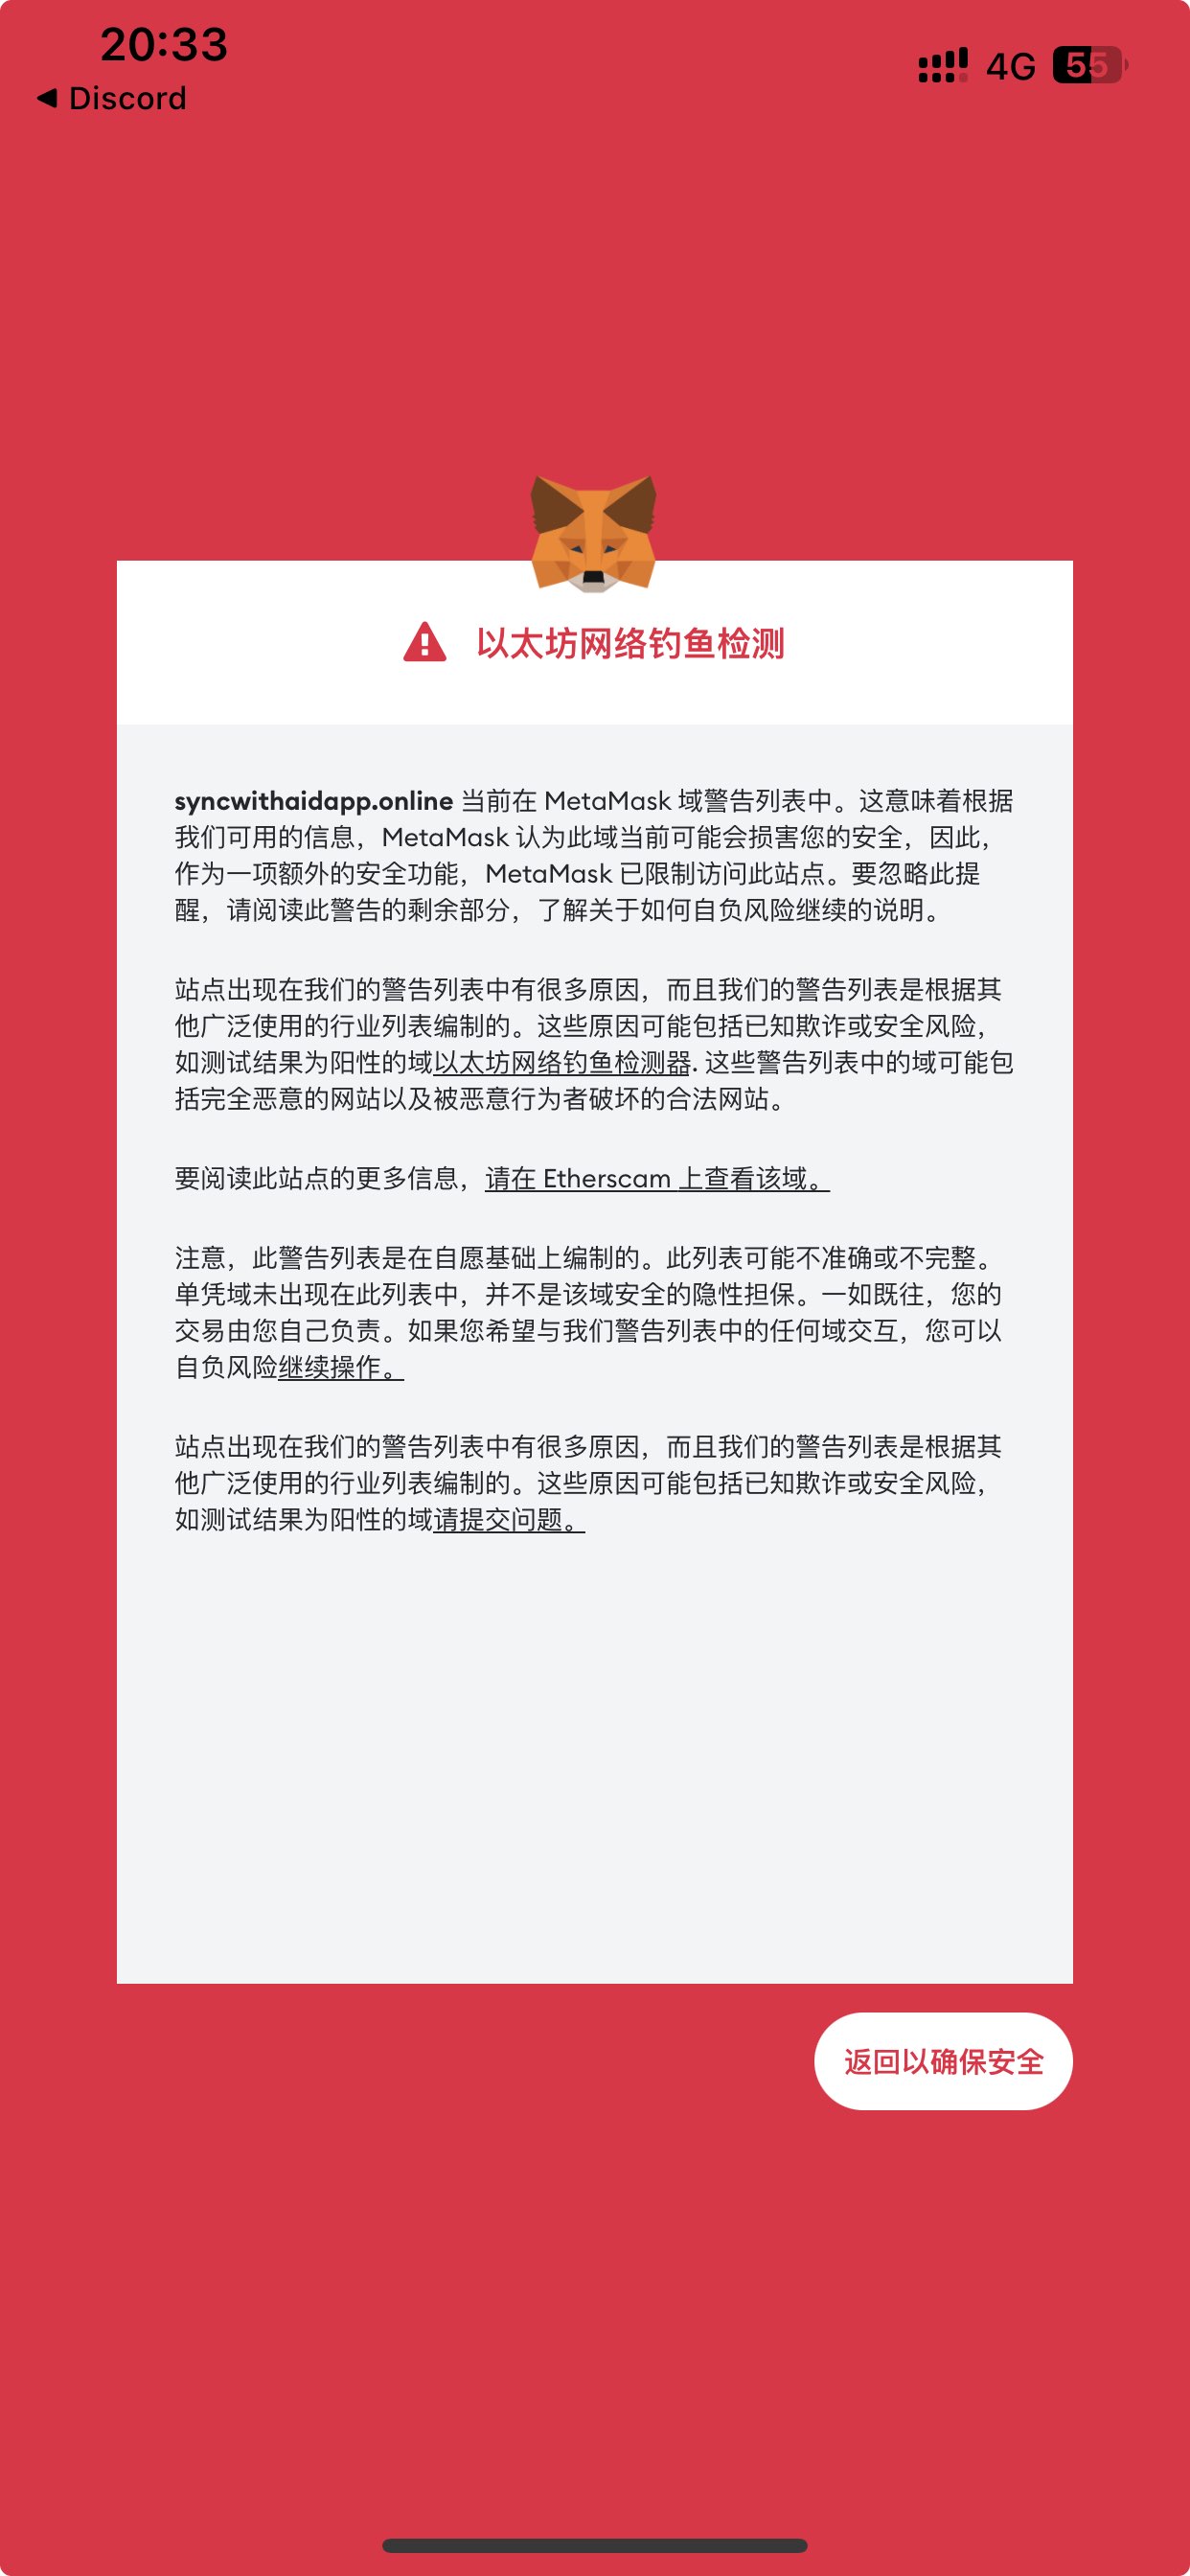 20:33
4G 55
◀ Discord
以太坊网络钓鱼检测
syncwithaidapp.online 当前在 MetaMask 域警告列表中。这意味着根据
我们可用的信息，MetaMask 认为此域当前可能会损害您的安全，因此，
作为一项额外的安全功能，MetaMask 已限制访问此站点。要忽略此提
醒，请阅读此警告的剩余部分，了解关于如何自负风险继续的说明。
站点出现在我们的警告列表中有很多原因，而且我们的警告列表是根据其
他广泛使用的行业列表编制的。这些原因可能包括已知欺诈或安全风险，
如测试结果为阳性的域以太坊网络钓鱼检测器. 这些警告列表中的域可能包
括完全恶意的网站以及被恶意行为者破坏的合法网站。
要阅读此站点的更多信息，请在 Etherscam 上查看该域。
注意，此警告列表是在自愿基础上编制的。此列表可能不准确或不完整。
单凭域未出现在此列表中，并不是该域安全的隐性担保。一如既往，您的
交易由您自己负责。如果您希望与我们警告列表中的任何域交互，您可以
自负风险继续操作。
站点出现在我们的警告列表中有很多原因，而且我们的警告列表是根据其
他广泛使用的行业列表编制的。这些原因可能包括已知欺诈或安全风险，
如测试结果为阳性的域请提交问题。
返回以确保安全